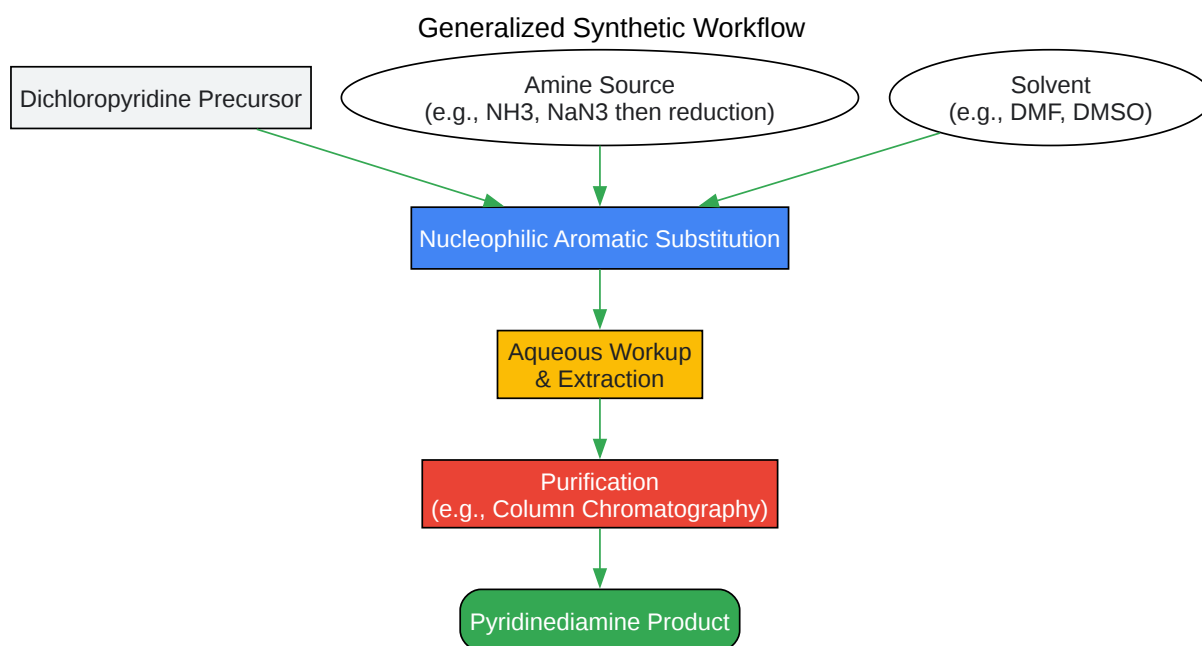 Generalized Synthetic Workflow
Dichloropyridine Precursor
Amine Source
(e.g., NH3, NaN3 then reduction)
Solvent
(e.g., DMF, DMSO)
Nucleophilic Aromatic Substitution
Aqueous Workup
& Extraction
Purification
(e.g., Column Chromatography)
Pyridinediamine Product